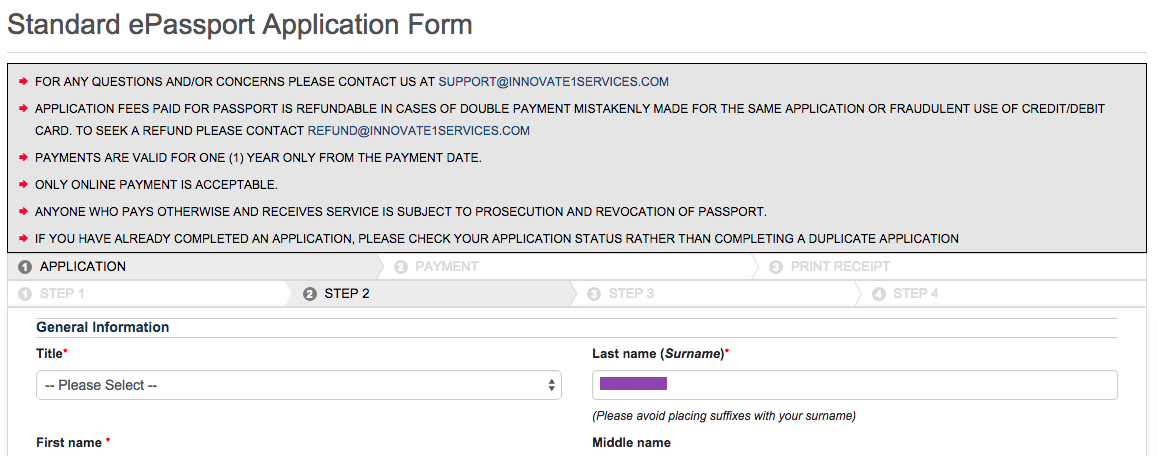 Standard ePassport Application Form
FOR ANY QUESTIONS AND/OR CONCERNS PLEASE CONTACT US AT SUPPORT@INNOVATE1SERVICES.COM
APPLICATION FEES PAID FOR PASSPORT IS REFUNDABLE IN CASES OF DOUBLE PAYMENT MISTAKENLY MADE FOR THE SAME APPLICATION OR FRAUDULENT USE OF CREDIT/DEBIT
CARD. TO SEEK A REFUND PLEASE CONTACT REFUND@INNOVATE1SERVICES.COM
PAYMENTS ARE VALID FOR ONE (1) YEAR ONLY FROM THE PAYMENT DATE.
ONLY ONLINE PAYMENT IS ACCEPTABLE.
ANYONE WHO PAYS OTHERWISE AND RECEIVES SERVICE IS SUBJECT TO PROSECUTION AND REVOCATION OF PASSPORT.
IF YOU HAVE ALREADY COMPLETED AN APPLICATION, PLEASE CHECK YOUR APPLICATION STATUS RATHER THAN COMPLETING A DUPLICATE APPLICATION
1 APPLICATION 2 PAYMENT 3 PRINT RECEIPT
1 STEP 1 2 STEP 2 3 STEP 3 4 STEP 4
General Information
Title* Last name (Surname)*
-- Please Select --
(Please avoid placing suffixes with your surname)
First name * Middle name